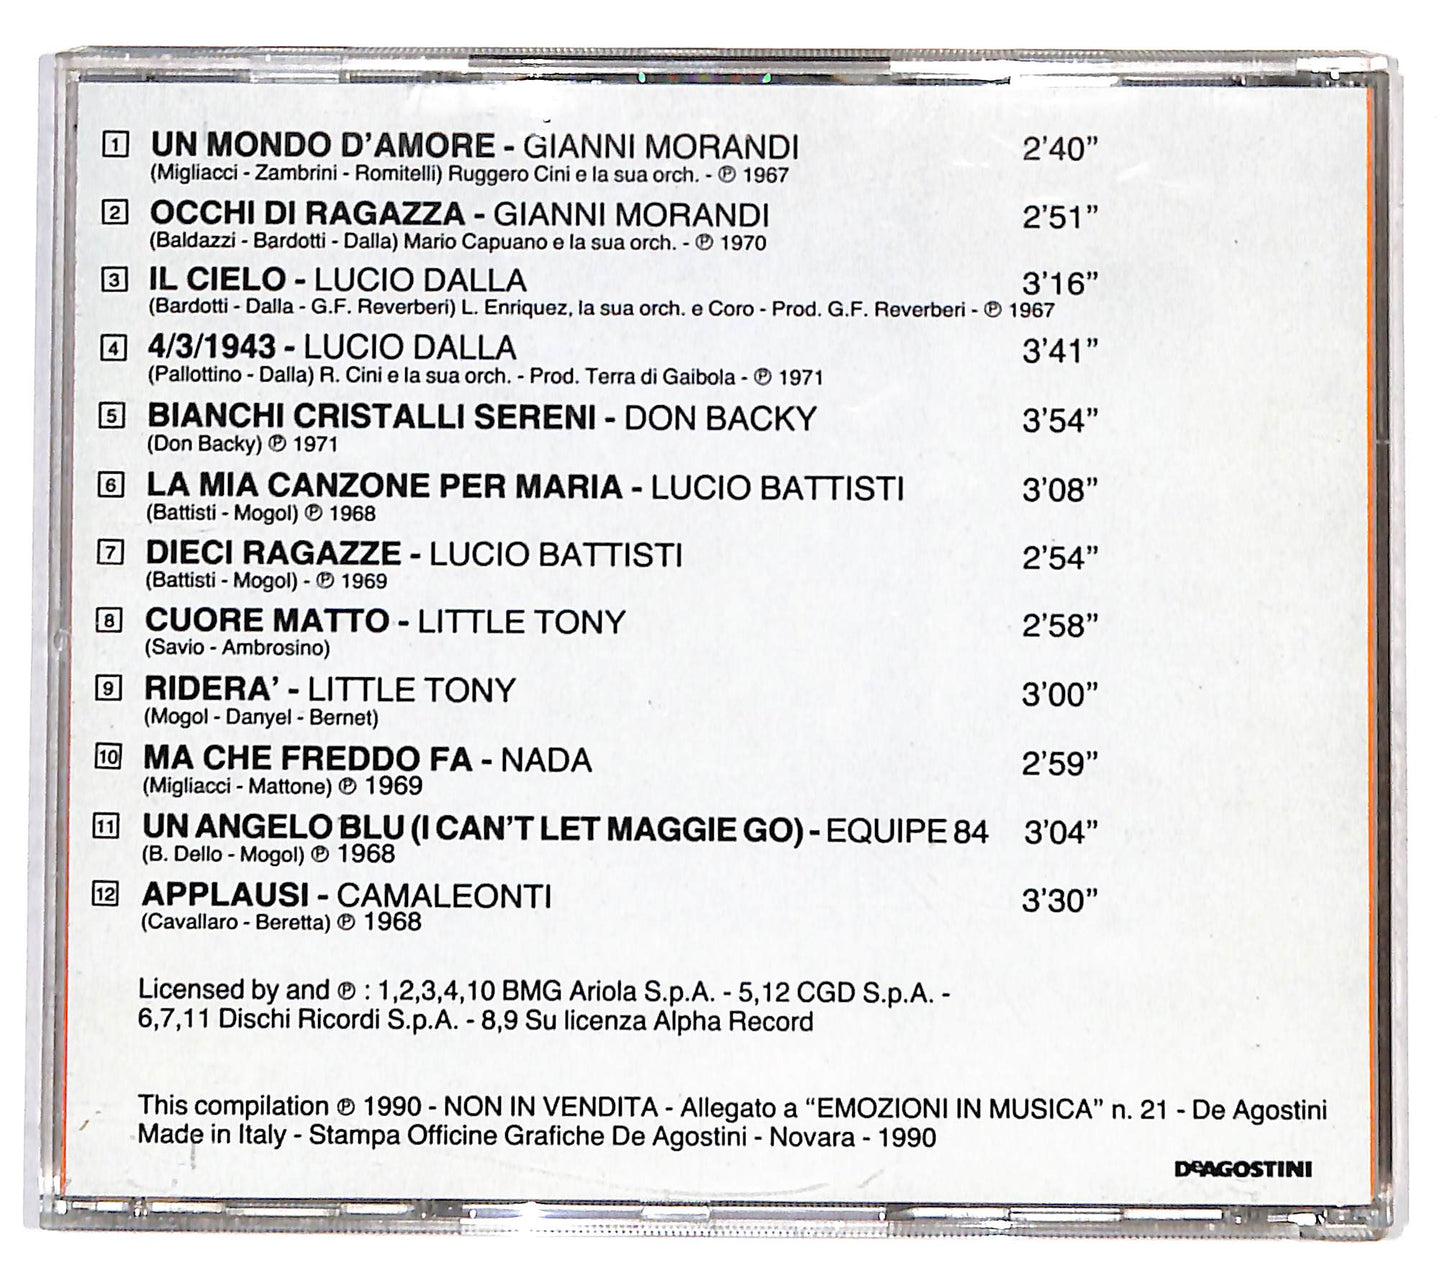 1 UN MONDO D'AMORE - GIANNI MORANDI 2'40”
(Migliacci - Zambrini - Romitelli) Ruggero Cini e la sua orch. - ℗ 1967
2 OCCHI DI RAGAZZA - GIANNI MORANDI 2'51”
(Baldazzi - Bardotti - Dalla) Mario Capuano e la sua orch. - ℗ 1970
3 IL CIELO - LUCIO DALLA 3'16”
(Bardotti - Dalla - G.F. Reverberi) L. Enriquez, la sua orch. e Coro - Prod. G.F. Reverberi - ℗ 1967
4 4/3/1943 - LUCIO DALLA 3'41”
(Pallottino - Dalla) R. Cini e la sua orch. - Prod. Terra di Gaibola - ℗ 1971
5 BIANCHI CRISTALLI SERENI - DON BACKY 3'54”
(Don Backy) ℗ 1971
6 LA MIA CANZONE PER MARIA - LUCIO BATTISTI 3'08”
(Battisti - Mogol) ℗ 1968
7 DIECI RAGAZZE - LUCIO BATTISTI 2'54”
(Battisti - Mogol) - ℗ 1969
8 CUORE MATTO - LITTLE TONY 2'58”
(Savio - Ambrosino)
9 RIDERA' - LITTLE TONY 3'00”
(Mogol - Danyel - Bernet)
10 MA CHE FREDDO FA - NADA 2'59”
(Migliacci - Mattone) ℗ 1969
11 UN ANGELO BLU (I CAN'T LET MAGGIE GO) - EQUIPE 84 3'04”
(B. Dello - Mogol) ℗ 1968
12 APPLAUSI - CAMALEONTI 3'30”
(Cavallaro - Beretta) ℗ 1968
Licensed by and ℗ : 1,2,3,4,10 BMG Ariola S.p.A. - 5,12 CGD S.p.A. -
6,7,11 Dischi Ricordi S.p.A. - 8,9 Su licenza Alpha Record
This compilation ℗ 1990 - NON IN VENDITA - Allegato a “EMOZIONI IN MUSICA” n. 21 - De Agostini
Made in Italy - Stampa Officine Grafiche De Agostini - Novara - 1990
DeAGOSTINI